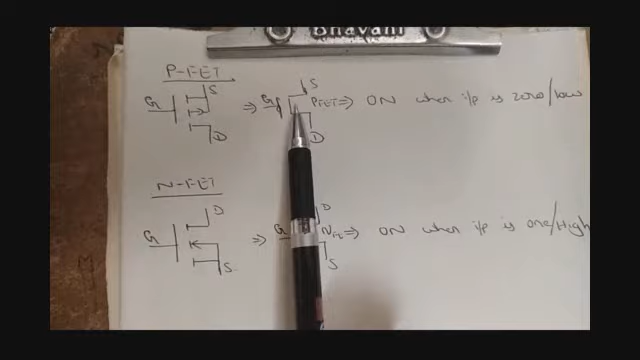 Bhavani
P-FET
S
S
G ⇒ G PFET ⇒ ON when i/p is zero/low
D
D
N-FET
D
D
G ⇒ G NFET ⇒ ON when i/p is one/High
S
S